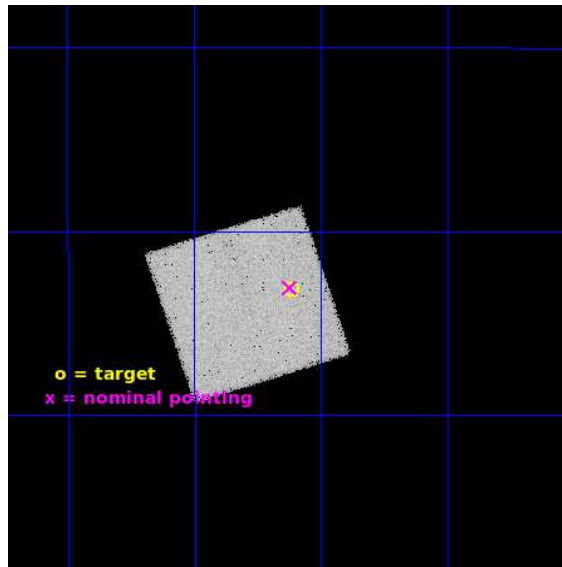 o = target
x = nominal pointing